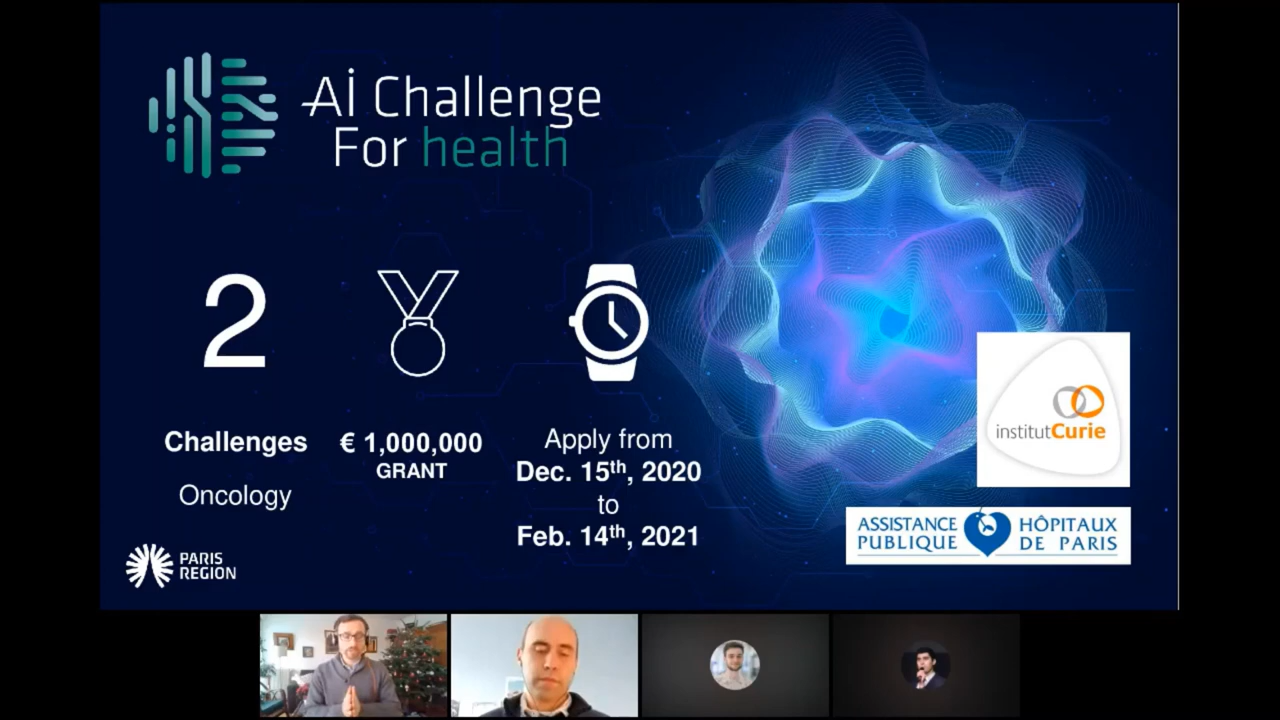 Ai Challenge
For health
2
Challenges
Oncology
€ 1,000,000
GRANT
Apply from
Dec. 15th, 2020
to
Feb. 14th, 2021
institutCurie
ASSISTANCE PUBLIQUE
HÔPITAUX DE PARIS
PARIS
REGION